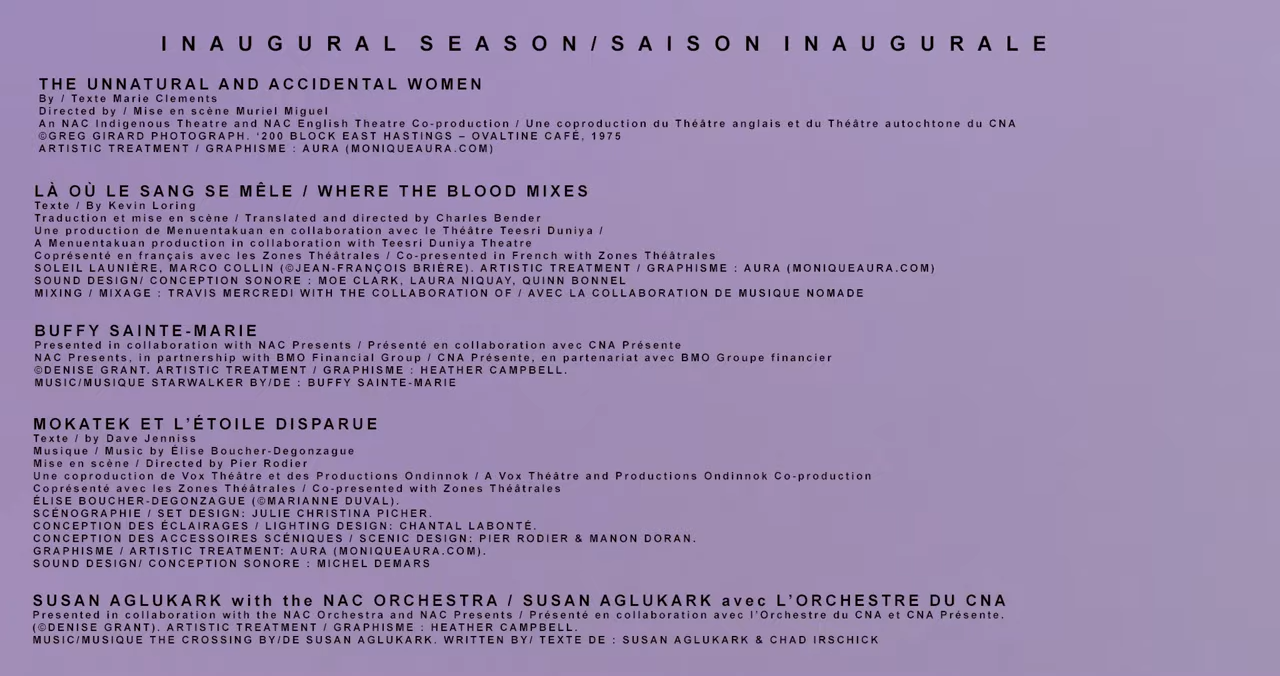 INAUGURAL SEASON/SAISON INAUGURALE
THE UNNATURAL AND ACCIDENTAL WOMEN
By / Texte Marie Clements
Directed by / Mise en scène Muriel Miguel
An NAC Indigenous Theatre and NAC English Theatre Co-production / Une coproduction du Théâtre anglais et du Théâtre autochtone du CNA
©GREG GIRARD PHOTOGRAPH. ‘200 BLOCK EAST HASTINGS – OVALTINE CAFÉ, 1975
ARTISTIC TREATMENT / GRAPHISME : AURA (MONIQUEAURA.COM)
LÀ OÙ LE SANG SE MÊLE / WHERE THE BLOOD MIXES
Texte / By Kevin Loring
Traduction et mise en scène / Translated and directed by Charles Bender
Une production de Menuentakuan en collaboration avec le Théâtre Teesri Duniya /
A Menuentakuan production in collaboration with Teesri Duniya Theatre
Coprésenté en français avec les Zones Théâtrales / Co-presented in French with Zones Théâtrales
SOLEIL LAUNIÈRE, MARCO COLLIN (©JEAN-FRANÇOIS BRIÈRE). ARTISTIC TREATMENT / GRAPHISME : AURA (MONIQUEAURA.COM)
SOUND DESIGN/ CONCEPTION SONORE : MOE CLARK, LAURA NIQUAY, QUINN BONNEL
MIXING / MIXAGE : TRAVIS MERCREDI WITH THE COLLABORATION OF / AVEC LA COLLABORATION DE MUSIQUE NOMADE
BUFFY SAINTE-MARIE
Presented in collaboration with NAC Presents / Présenté en collaboration avec CNA Présente
NAC Presents, in partnership with BMO Financial Group / CNA Présente, en partenariat avec BMO Groupe financier
©DENISE GRANT. ARTISTIC TREATMENT / GRAPHISME : HEATHER CAMPBELL.
MUSIC/MUSIQUE STARWALKER BY/DE : BUFFY SAINTE-MARIE
MOKATEK ET L’ÉTOILE DISPARUE
Texte / by Dave Jenniss
Musique / Music by Élise Boucher-Degonzague
Mise en scène / Directed by Pier Rodier
Une coproduction de Vox Théâtre et des Productions Ondinnok / A Vox Théâtre and Productions Ondinnok Co-production
Coprésenté avec les Zones Théâtrales / Co-presented with Zones Théâtrales
ÉLISE BOUCHER-DEGONZAGUE (©MARIANNE DUVAL).
SCÉNOGRAPHIE / SET DESIGN: JULIE CHRISTINA PICHER.
CONCEPTION DES ÉCLAIRAGES / LIGHTING DESIGN: CHANTAL LABONTÉ.
CONCEPTION DES ACCESSOIRES SCÉNIQUES / SCENIC DESIGN: PIER RODIER & MANON DORAN.
GRAPHISME / ARTISTIC TREATMENT: AURA (MONIQUEAURA.COM).
SOUND DESIGN/ CONCEPTION SONORE : MICHEL DEMARS
SUSAN AGLUKARK with the NAC ORCHESTRA / SUSAN AGLUKARK avec L’ORCHESTRE DU CNA
Presented in collaboration with the NAC Orchestra and NAC Presents / Présenté en collaboration avec l’Orchestre du CNA et CNA Présente.
(©DENISE GRANT). ARTISTIC TREATMENT / GRAPHISME : HEATHER CAMPBELL.
MUSIC/MUSIQUE THE CROSSING BY/DE SUSAN AGLUKARK. WRITTEN BY/ TEXTE DE : SUSAN AGLUKARK & CHAD IRSCHICK